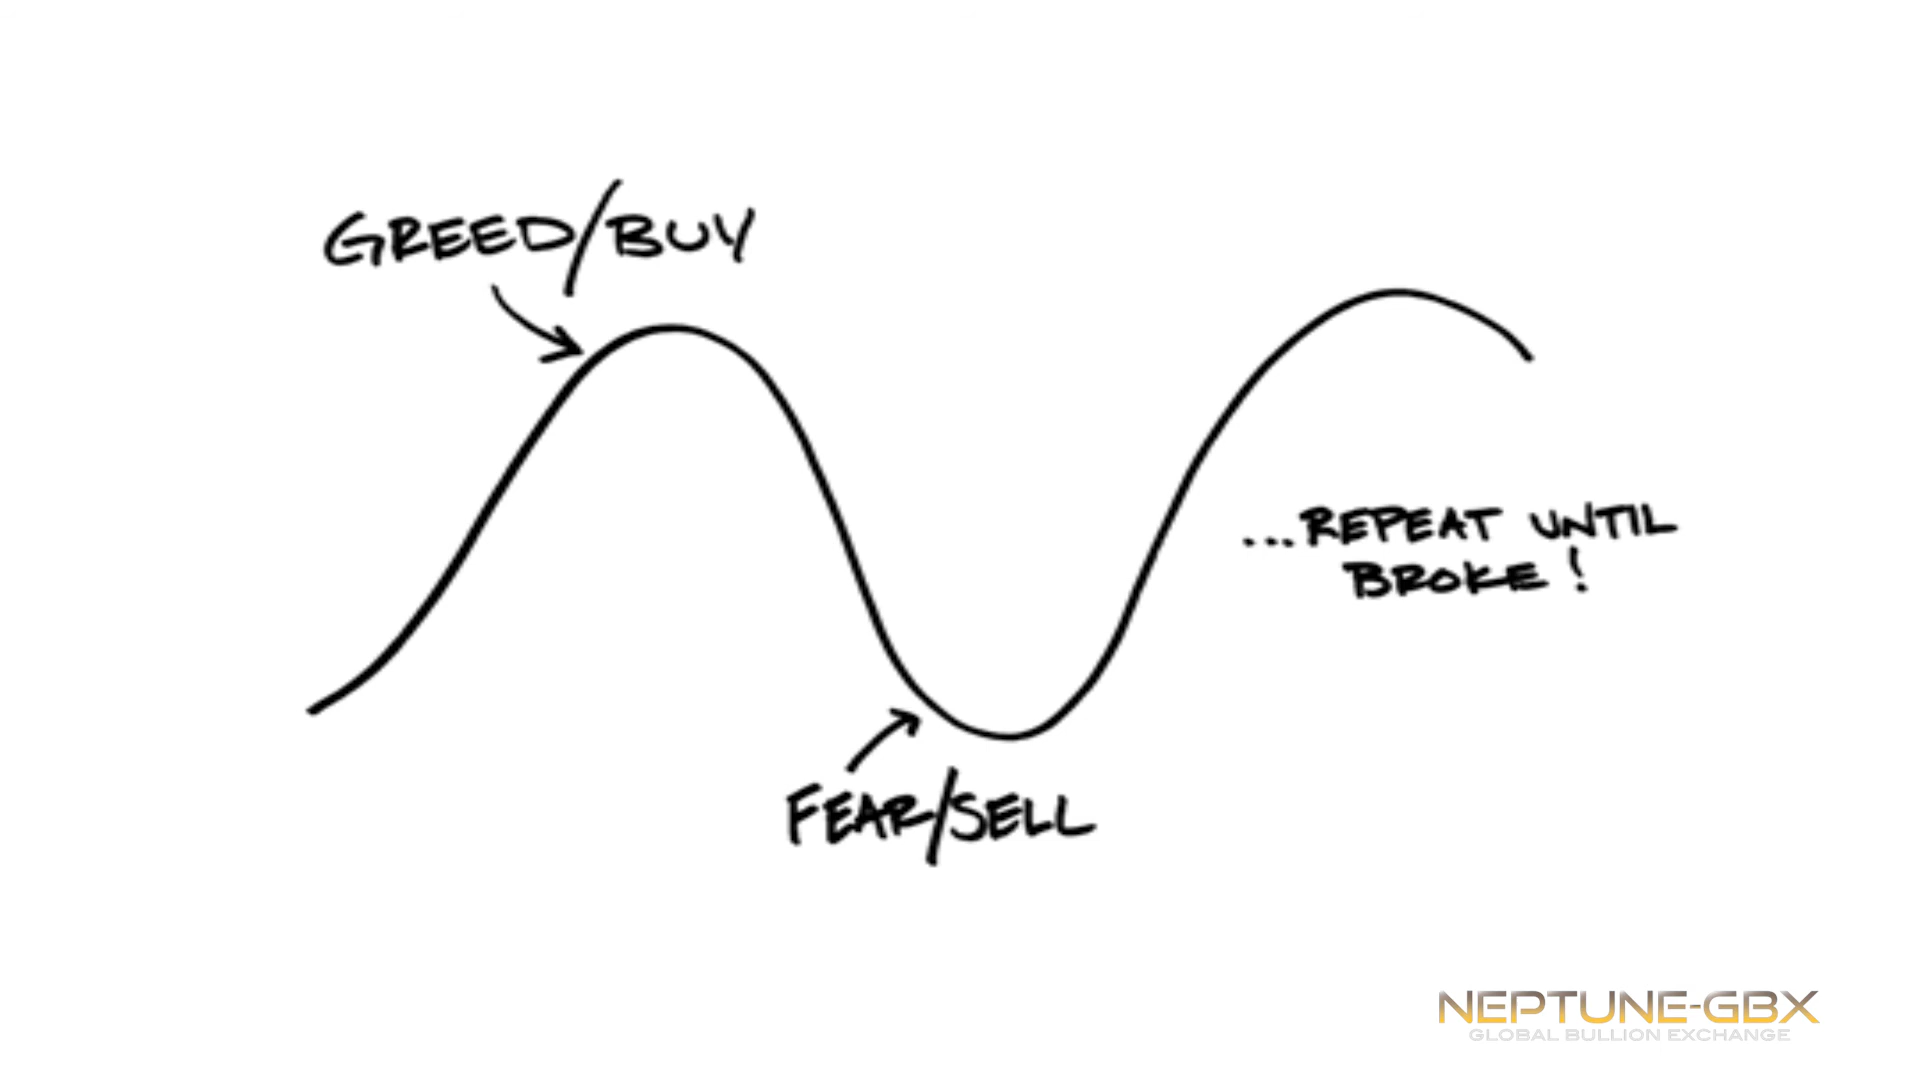 GREED/BUY
...REPEAT UNTIL
BROKE!
FEAR/SELL
NEPTUNE-GBX
GLOBAL BULLION EXCHANGE